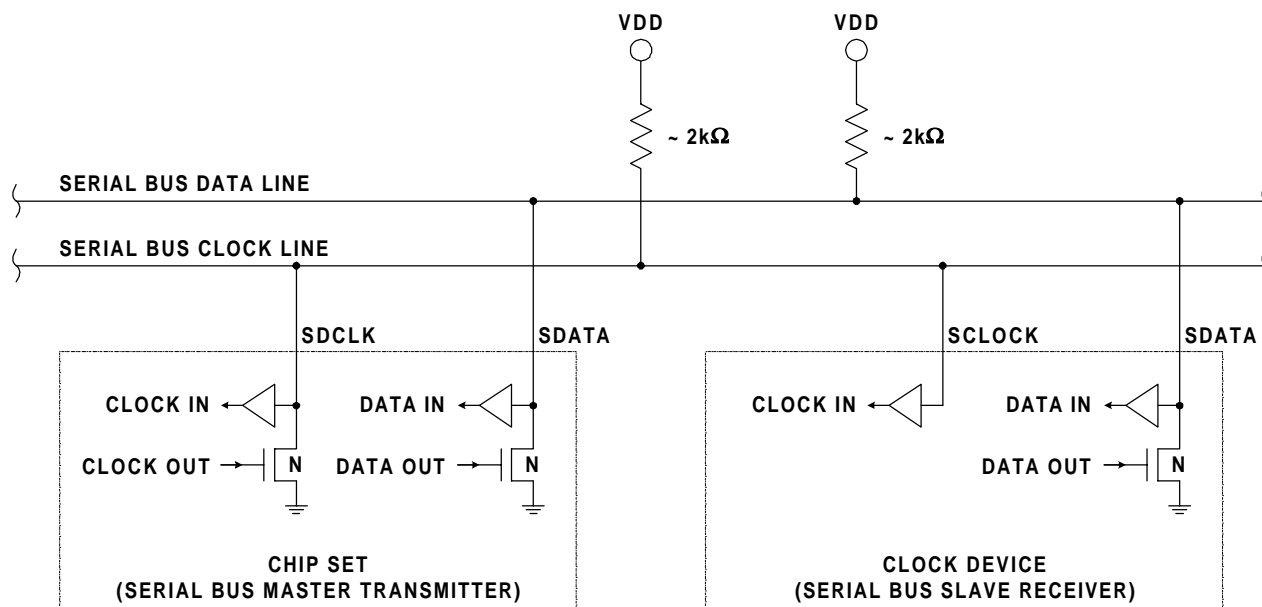 VDD
VDD
~ 2kΩ
~ 2kΩ
SERIAL BUS DATA LINE
SERIAL BUS CLOCK LINE
SDCLK
SDATA
SCLOCK
SDATA
CLOCK IN
DATA IN
CLOCK IN
DATA IN
CLOCK OUT
N
DATA OUT
N
DATA OUT
N
CHIP SET
(SERIAL BUS MASTER TRANSMITTER)
CLOCK DEVICE
(SERIAL BUS SLAVE RECEIVER)